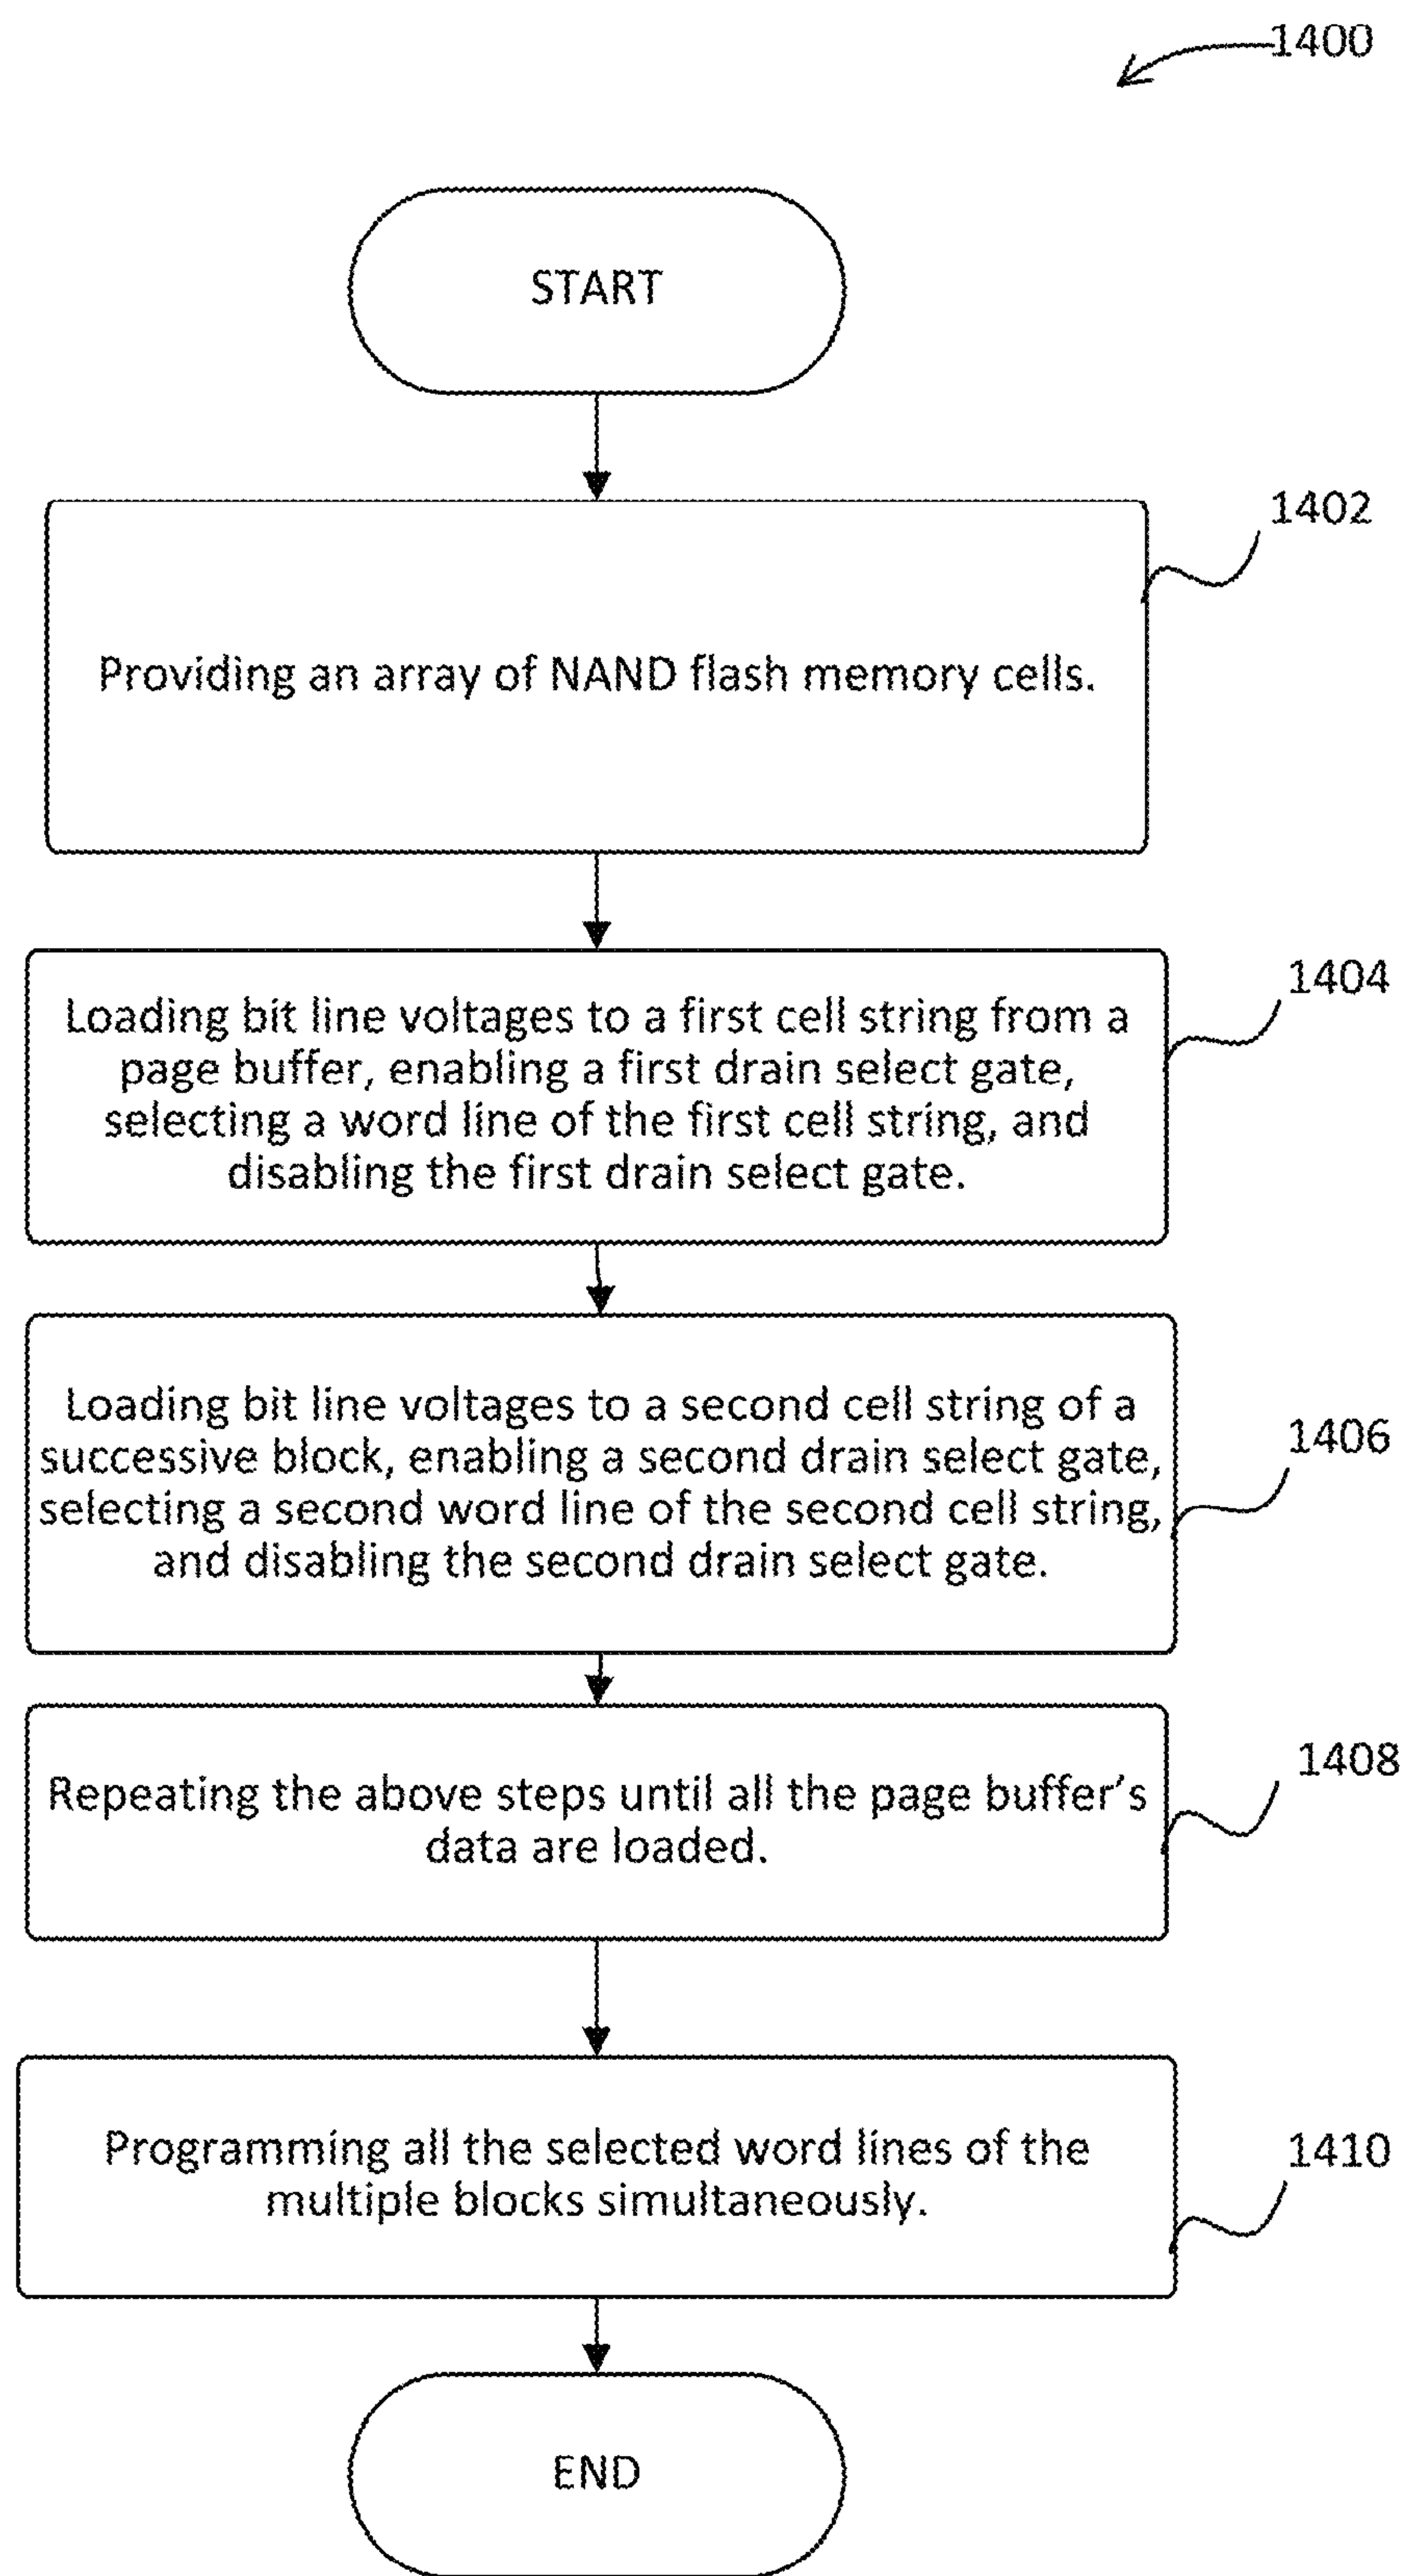 1400
START
1402
Providing an array of NAND flash memory cells.
1404
Loading bit line voltages to a first cell string from a
page buffer, enabling a first drain select gate,
selecting a word line of the first cell string, and
disabling the first drain select gate.
1406
Loading bit line voltages to a second cell string of a
successive block, enabling a second drain select gate,
selecting a second word line of the second cell string,
and disabling the second drain select gate.
1408
Repeating the above steps until all the page buffer's
data are loaded.
1410
Programming all the selected word lines of the
multiple blocks simultaneously.
END